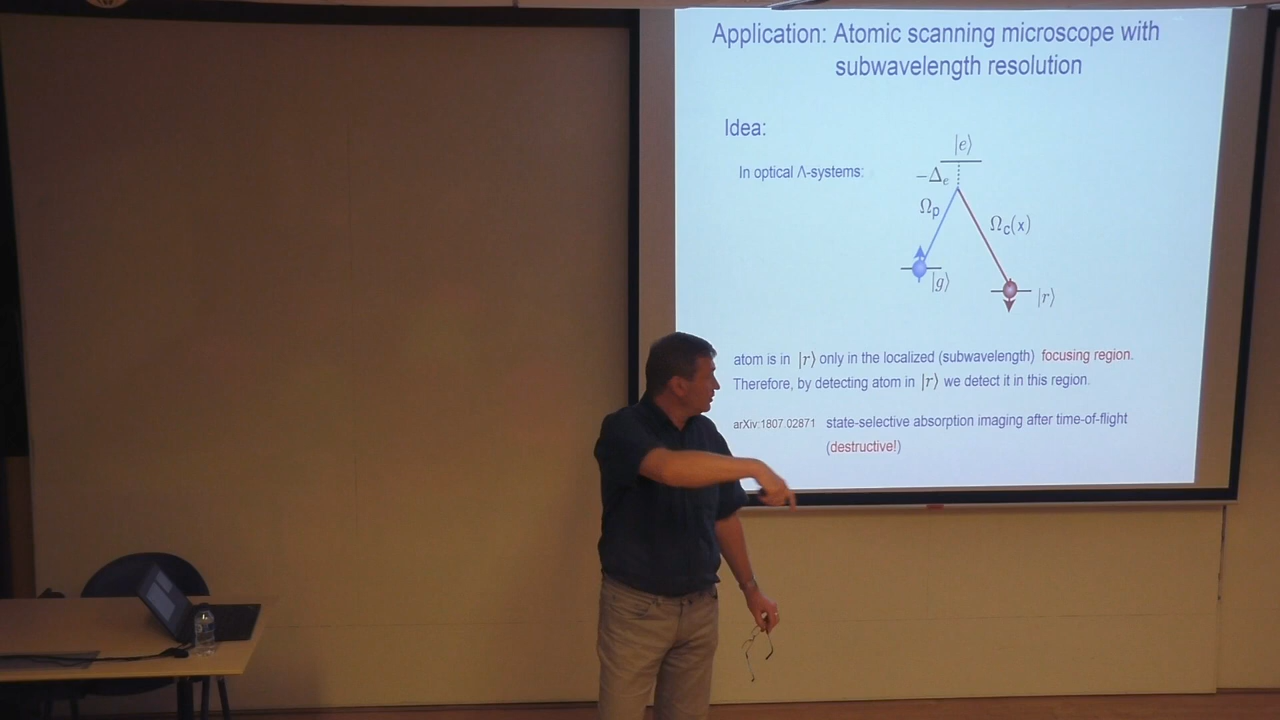 Application: Atomic scanning microscope with
subwavelength resolution
Idea:
In optical Λ-systems:
|e⟩
−Δₑ
Ωp
Ωc(x)
|g⟩
|r⟩
atom is in |r⟩ only in the localized (subwavelength) focusing region.
Therefore, by detecting atom in |r⟩ we detect it in this region.
arXiv:1807.02871 state-selective absorption imaging after time-of-flight
(destructive!)